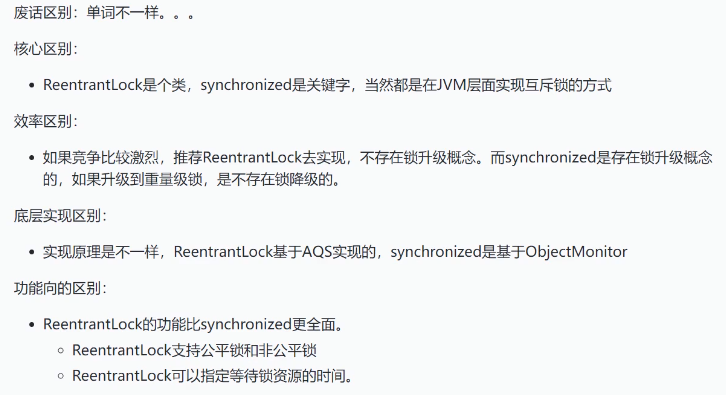 废话区别：单词不一样。。。
核心区别：
• ReentrantLock是个类，synchronized是关键字，当然都是在JVM层面实现互斥锁的方式
效率区别：
• 如果竞争比较激烈，推荐ReentrantLock去实现，不存在锁升级概念。而synchronized是存在锁升级概念
的，如果升级到重量级锁，是不存在锁降级的。
底层实现区别：
• 实现原理是不一样，ReentrantLock基于AQS实现的，synchronized是基于ObjectMonitor
功能向的区别：
• ReentrantLock的功能比synchronized更全面。
◦ ReentrantLock支持公平锁和非公平锁
◦ ReentrantLock可以指定等待锁资源的时间。